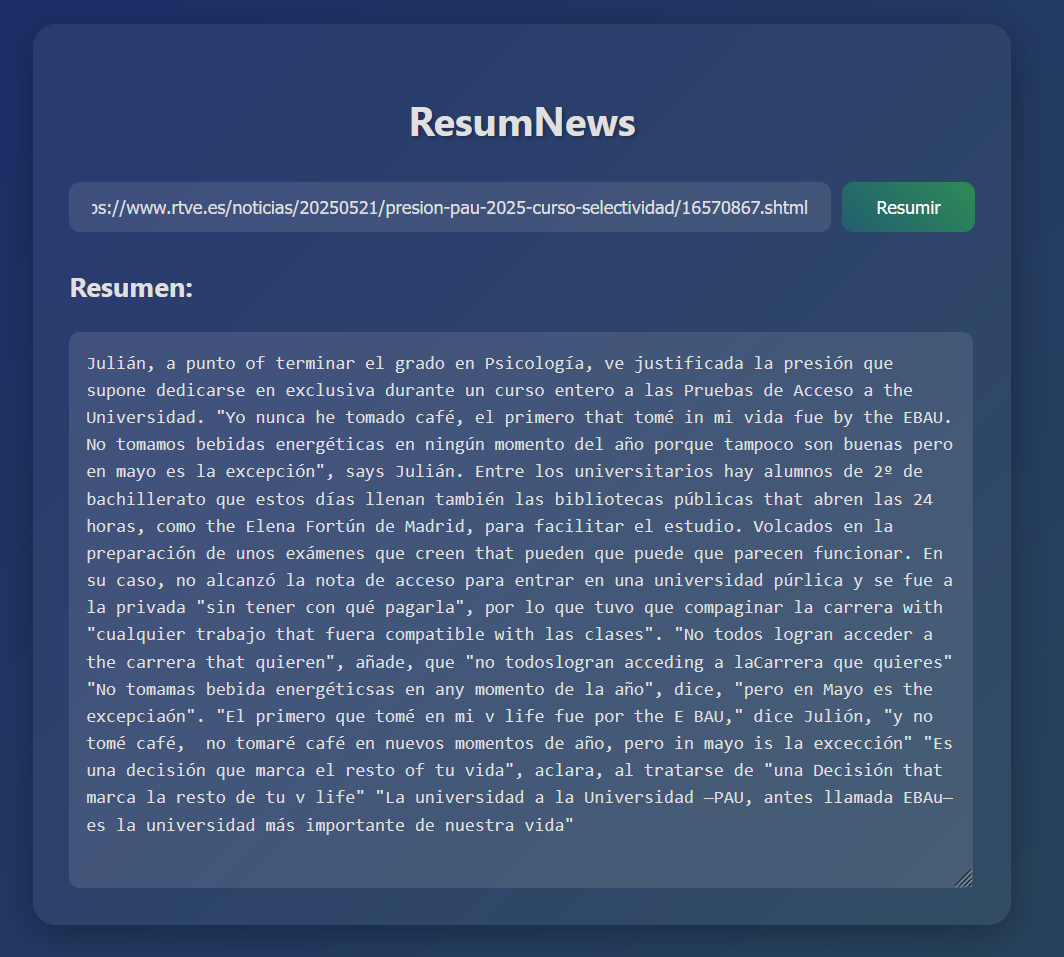 ResumNews
ps://www.rtve.es/noticias/20250521/presion-pau-2025-curso-selectividad/16570867.shtml
Resumir
Resumen:
Julián, a punto of terminar el grado en Psicología, ve justificada la presión que
supone dedicarse en exclusiva durante un curso entero a las Pruebas de Acceso a the
Universidad. "Yo nunca he tomado café, el primero that tomé in mi vida fue by the EBAU.
No tomamos bebidas energéticas en ningún momento del año porque tampoco son buenas pero
en mayo es la excepción", says Julián. Entre los universitarios hay alumnos de 2º de
bachillerato que estos días llenan también las bibliotecas públicas that abren las 24
horas, como the Elena Fortún de Madrid, para facilitar el estudio. Volcados en la
preparación de unos exámenes que creen that pueden que puede que parecen funcionar. En
su caso, no alcanzó la nota de acceso para entrar en una universidad púrlica y se fue a
la privada "sin tener con qué pagarla", por lo que tuvo que compaginar la carrera with
"cualquier trabajo that fuera compatible with las clases". "No todos logran acceder a
the carrera that quieren", añade, que "no todoslogran acceding a laCarrera que quieres"
"No tomamas bebida energéticsas en any momento de la año", dice, "pero en Mayo es the
excepciaón". "El primero que tomé en mi v life fue por the E BAU," dice Julión, "y no
tomé café,  no tomaré café en nuevos momentos de año, pero in mayo is la excección" "Es
una decisión que marca el resto of tu vida", aclara, al tratarse de "una Decisión that
marca la resto de tu v life" "La universidad a la Universidad —PAU, antes llamada EBAu—
es la universidad más importante de nuestra vida"